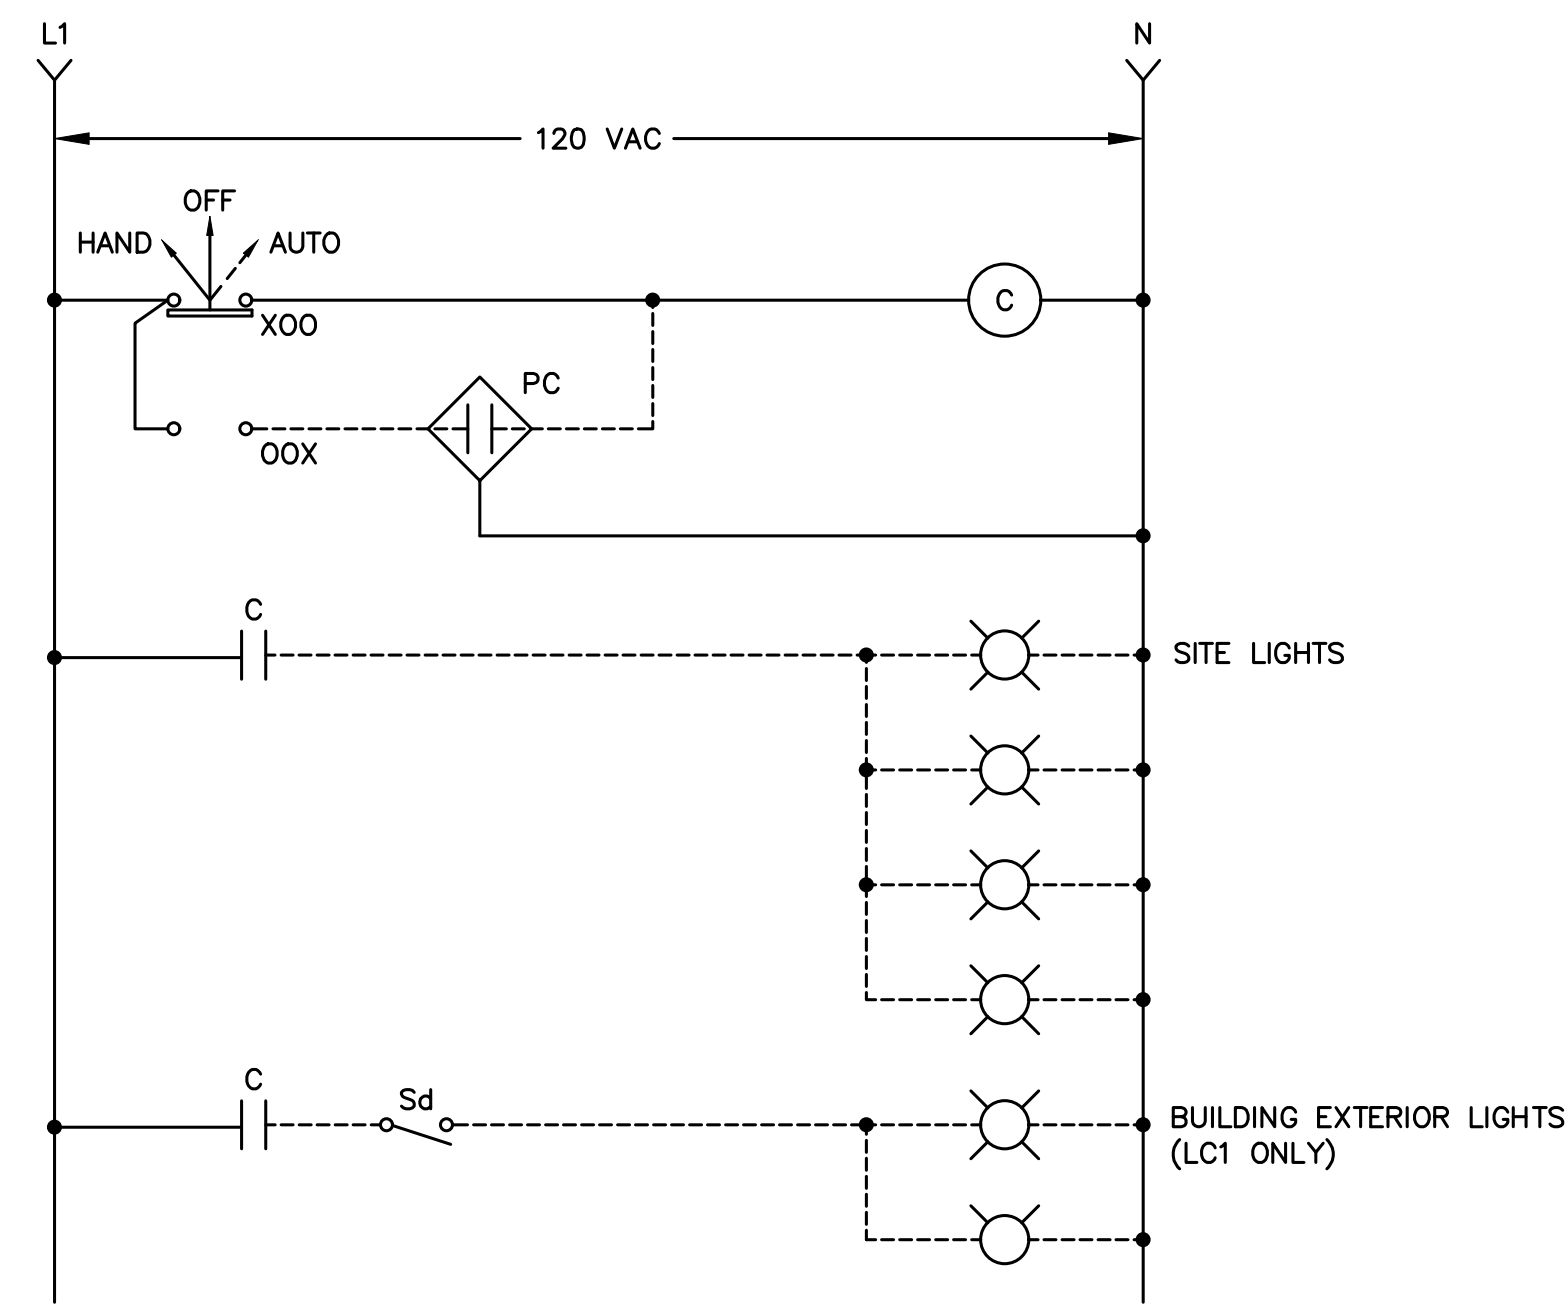 L1
N
120 VAC
OFF
HAND
AUTO
C
XOO
PC
OOX
C
SITE LIGHTS
C
Sd
BUILDING EXTERIOR LIGHTS
(LC1 ONLY)